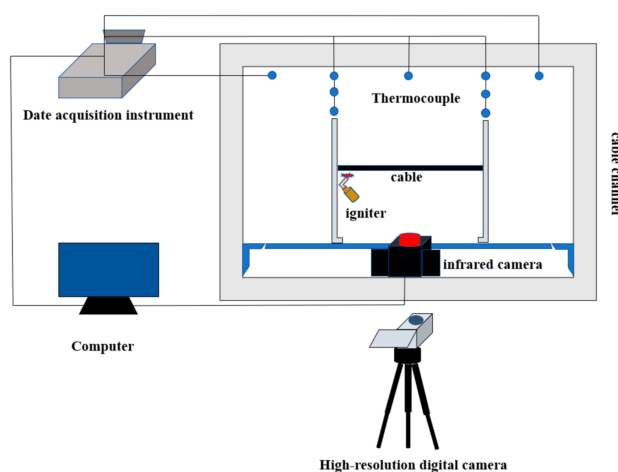 Thermocouple
Date acquisition instrument
cable channel
cable
igniter
infrared camera
Computer
High-resolution digital camera